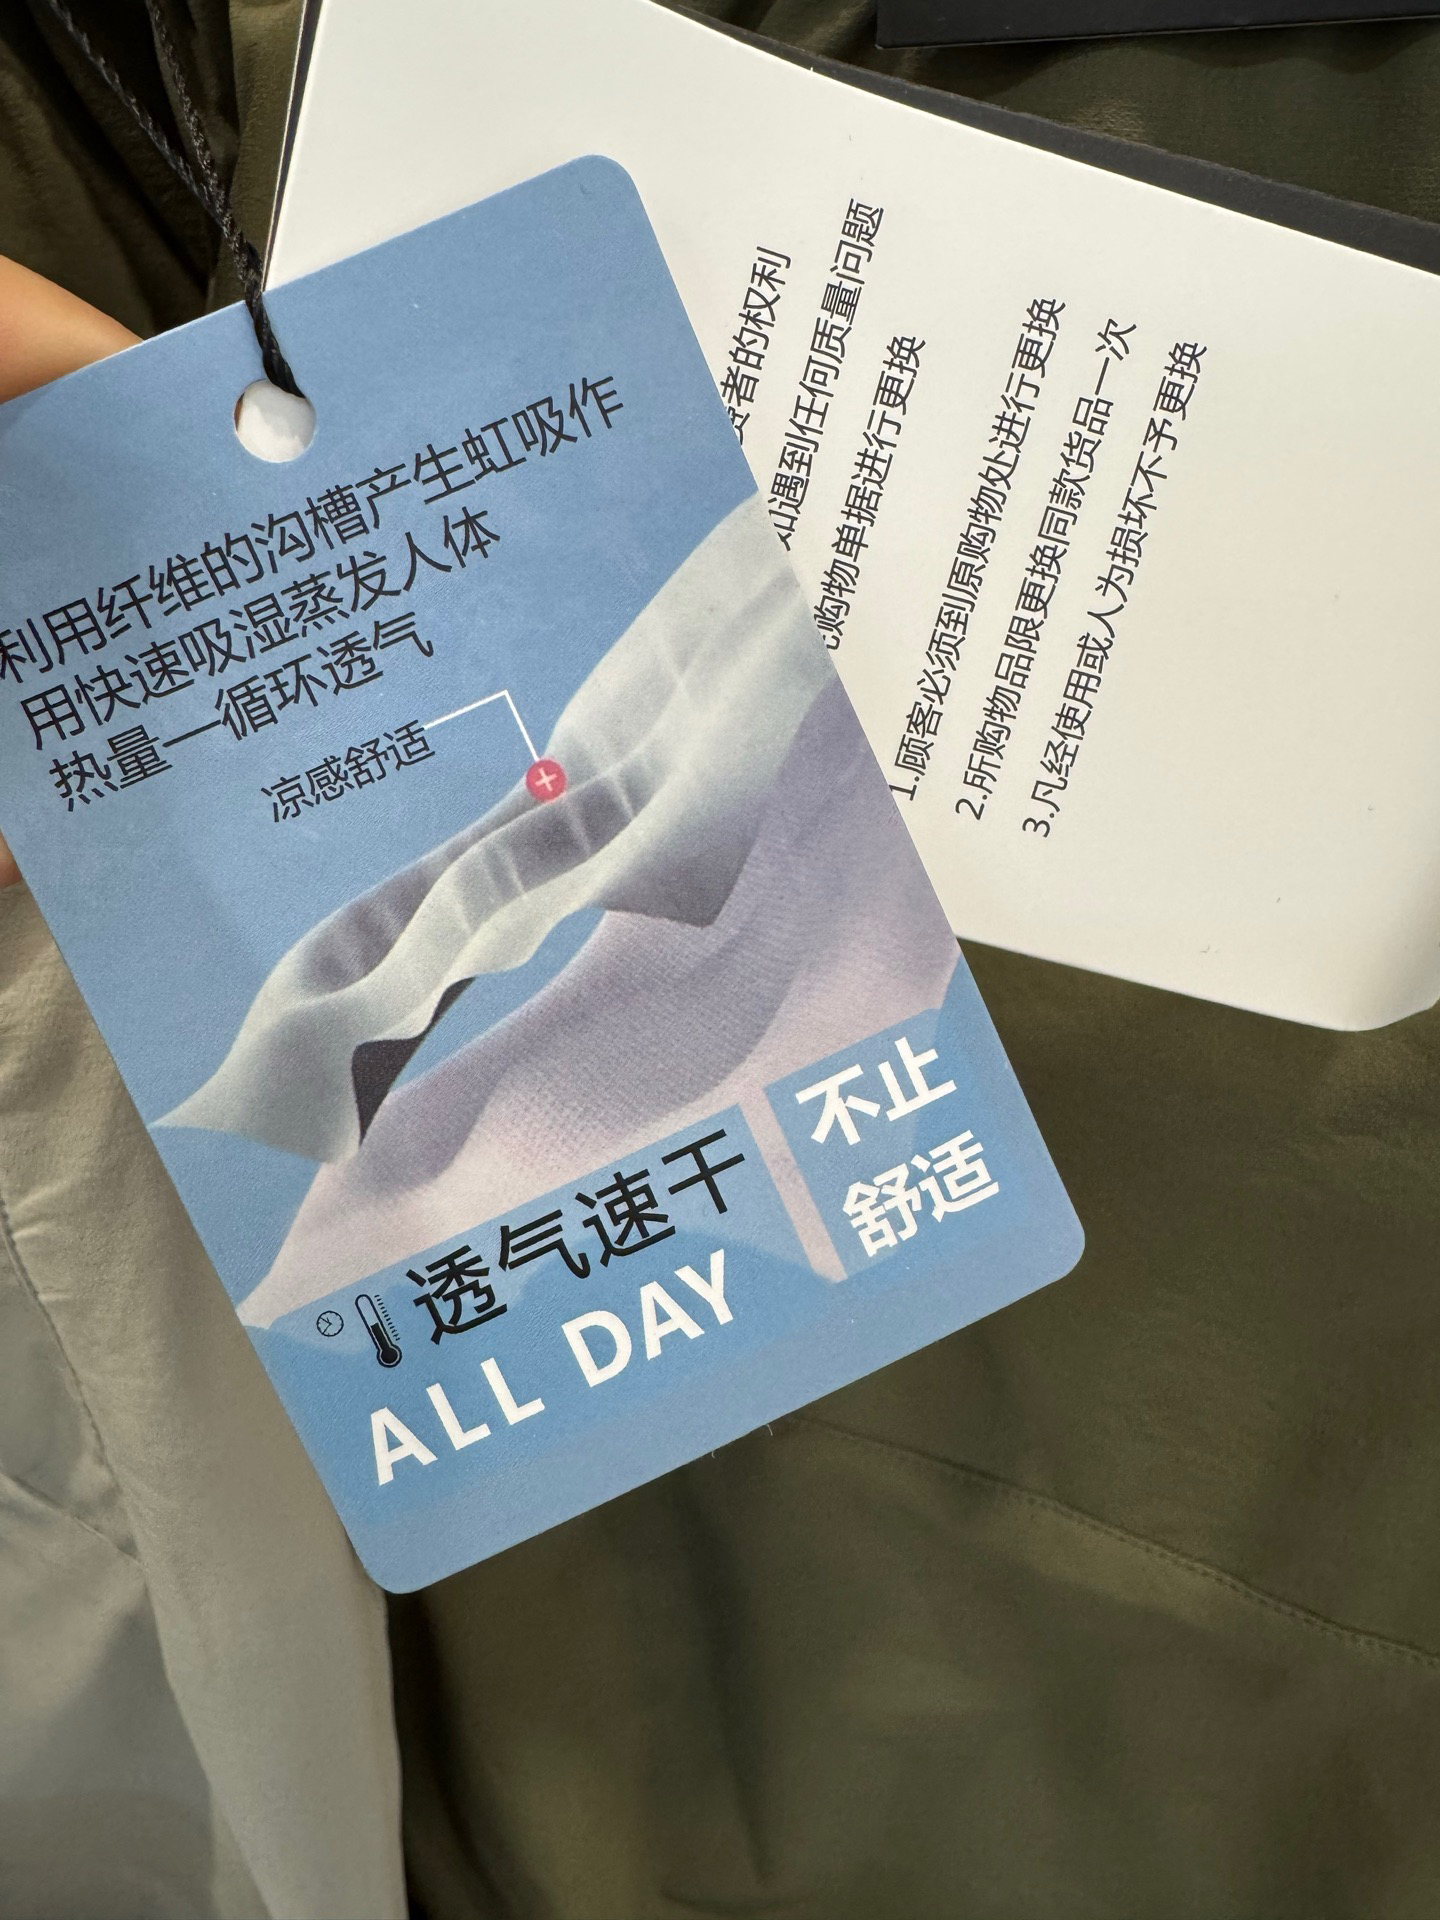 利用纤维的沟槽产生虹吸作
用快速吸湿蒸发人体
热量—循环透气
凉感舒适
透气速干
ALL DAY
不止
舒适
者的权利
遇到任何质量问题
购物单据进行更换
1.顾客必须到原购物处进行更换
2.所购物品限更换同款货品一次
3.凡经使用或人为损坏不予更换